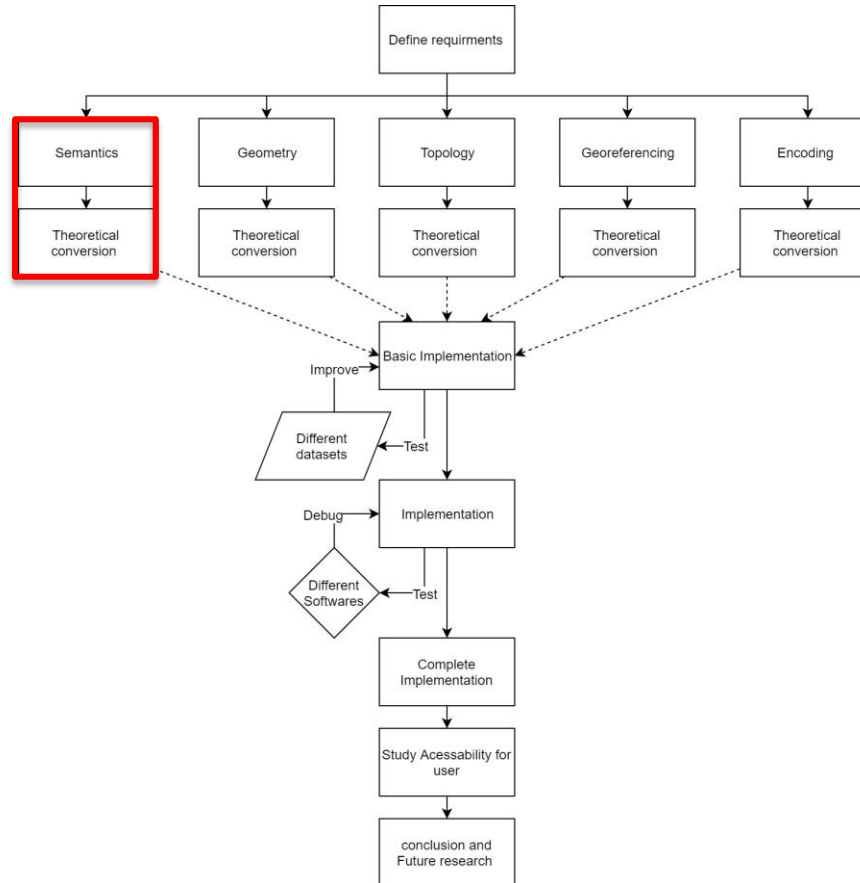 Define requirments
Semantics
Geometry
Topology
Georeferencing
Encoding
Theoretical
conversion
Theoretical
conversion
Theoretical
conversion
Theoretical
conversion
Theoretical
conversion
Basic Implementation
Improve
Different
datasets
Test
Implementation
Debug
Different
Softwares
Test
Complete
Implementation
Study Acessability for
user
conclusion and
Future research